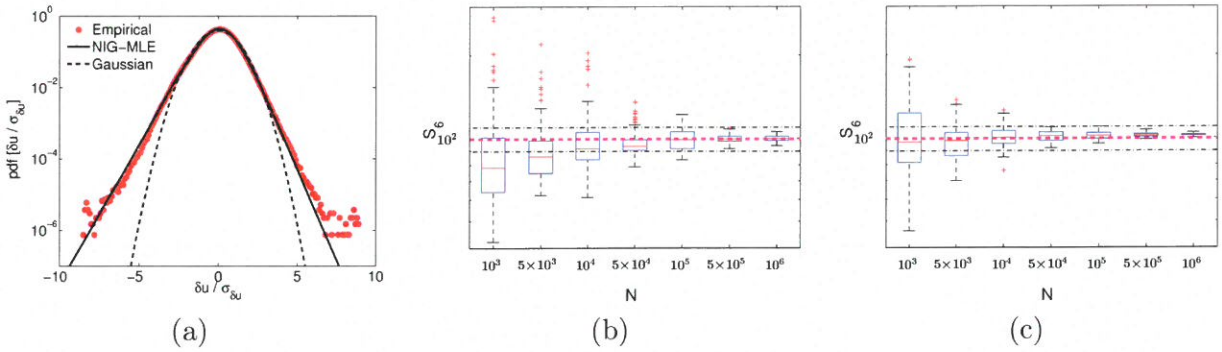 10^0
10^-2
10^-4
10^-6
pdf [δu / σ_δu]
Empirical
NIG-MLE
Gaussian
−10 −5 0 5 10
δu / σ_δu
(a)
S_6
10^2
10^3 5×10^3 10^4 5×10^4 10^5 5×10^5 10^6
N
(b)
S_6
10^2
10^3 5×10^3 10^4 5×10^4 10^5 5×10^5 10^6
N
(c)